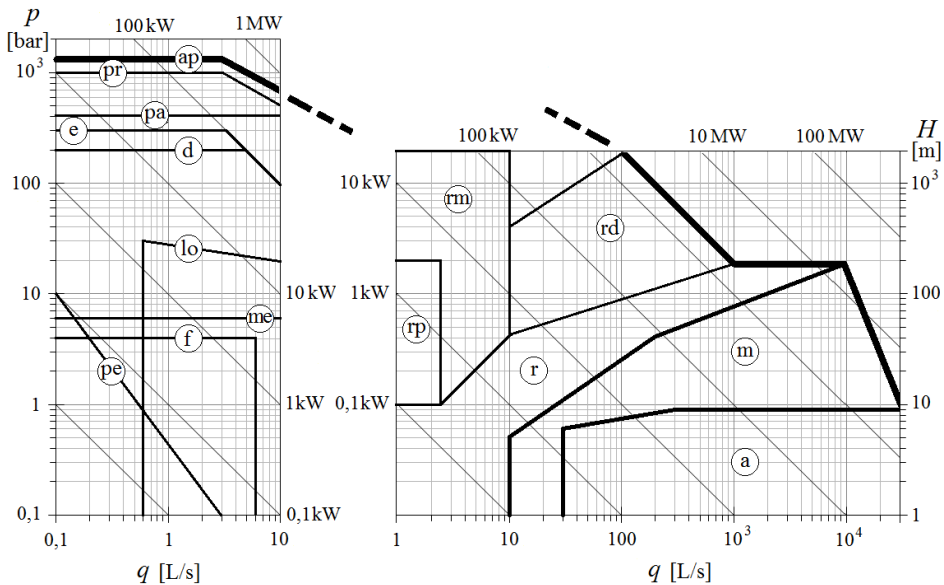 p
[bar]
100 kW
1 MW
10³
100
10
1
0,1
ap
pr
pa
e
d
lo
me
f
pe
10 kW
1 kW
0,1 kW
0,1
1
10
q [L/s]
100 kW
10 MW
100 MW
H
[m]
10 kW
1 kW
0,1 kW
rm
rd
rp
r
m
a
10³
100
10
1
1
10
100
10³
10⁴
q [L/s]